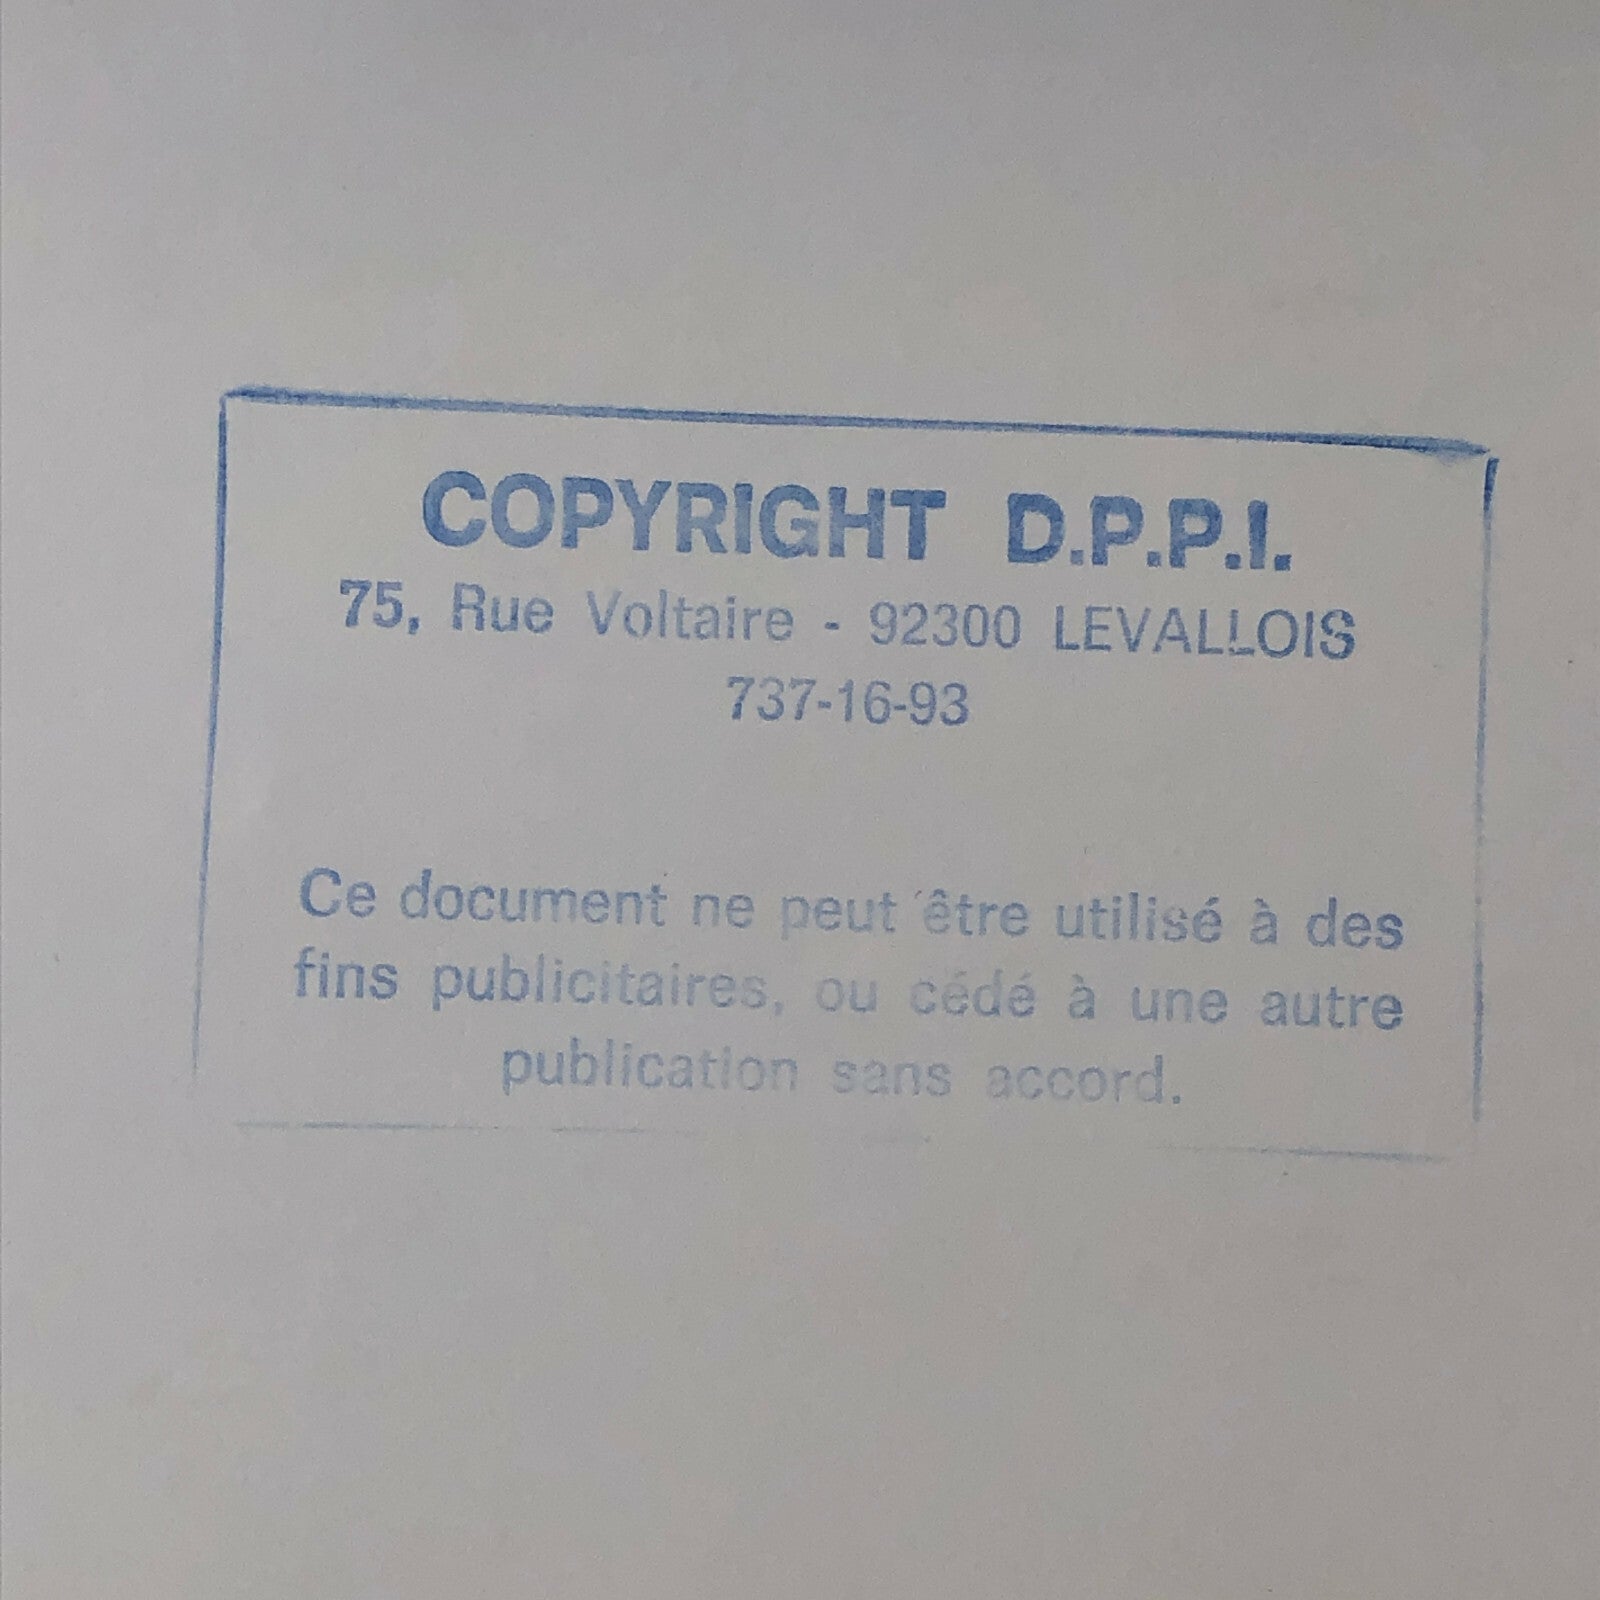 COPYRIGHT D.P.P.I.
75, Rue Voltaire - 92300 LEVALLOIS
737-16-93
Ce document ne peut être utilisé à des
fins publicitaires, ou cédé à une autre
publication sans accord.